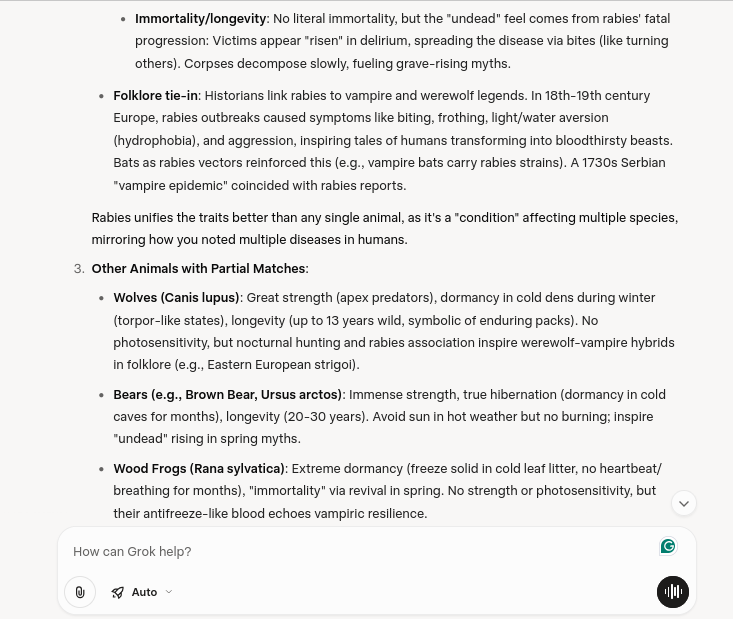 • Immortality/longevity: No literal immortality, but the "undead" feel comes from rabies' fatal
progression: Victims appear "risen" in delirium, spreading the disease via bites (like turning
others). Corpses decompose slowly, fueling grave-rising myths.
• Folklore tie-in: Historians link rabies to vampire and werewolf legends. In 18th-19th century
Europe, rabies outbreaks caused symptoms like biting, frothing, light/water aversion
(hydrophobia), and aggression, inspiring tales of humans transforming into bloodthirsty beasts.
Bats as rabies vectors reinforced this (e.g., vampire bats carry rabies strains). A 1730s Serbian
"vampire epidemic" coincided with rabies reports.
Rabies unifies the traits better than any single animal, as it's a "condition" affecting multiple species,
mirroring how you noted multiple diseases in humans.
3. Other Animals with Partial Matches:
• Wolves (Canis lupus): Great strength (apex predators), dormancy in cold dens during winter
(torpor-like states), longevity (up to 13 years wild, symbolic of enduring packs). No
photosensitivity, but nocturnal hunting and rabies association inspire werewolf-vampire hybrids
in folklore (e.g., Eastern European strigoi).
• Bears (e.g., Brown Bear, Ursus arctos): Immense strength, true hibernation (dormancy in cold
caves for months), longevity (20-30 years). Avoid sun in hot weather but no burning; inspire
"undead" rising in spring myths.
• Wood Frogs (Rana sylvatica): Extreme dormancy (freeze solid in cold leaf litter, no heartbeat/
breathing for months), "immortality" via revival in spring. No strength or photosensitivity, but
their antifreeze-like blood echoes vampiric resilience.
How can Grok help?
Auto